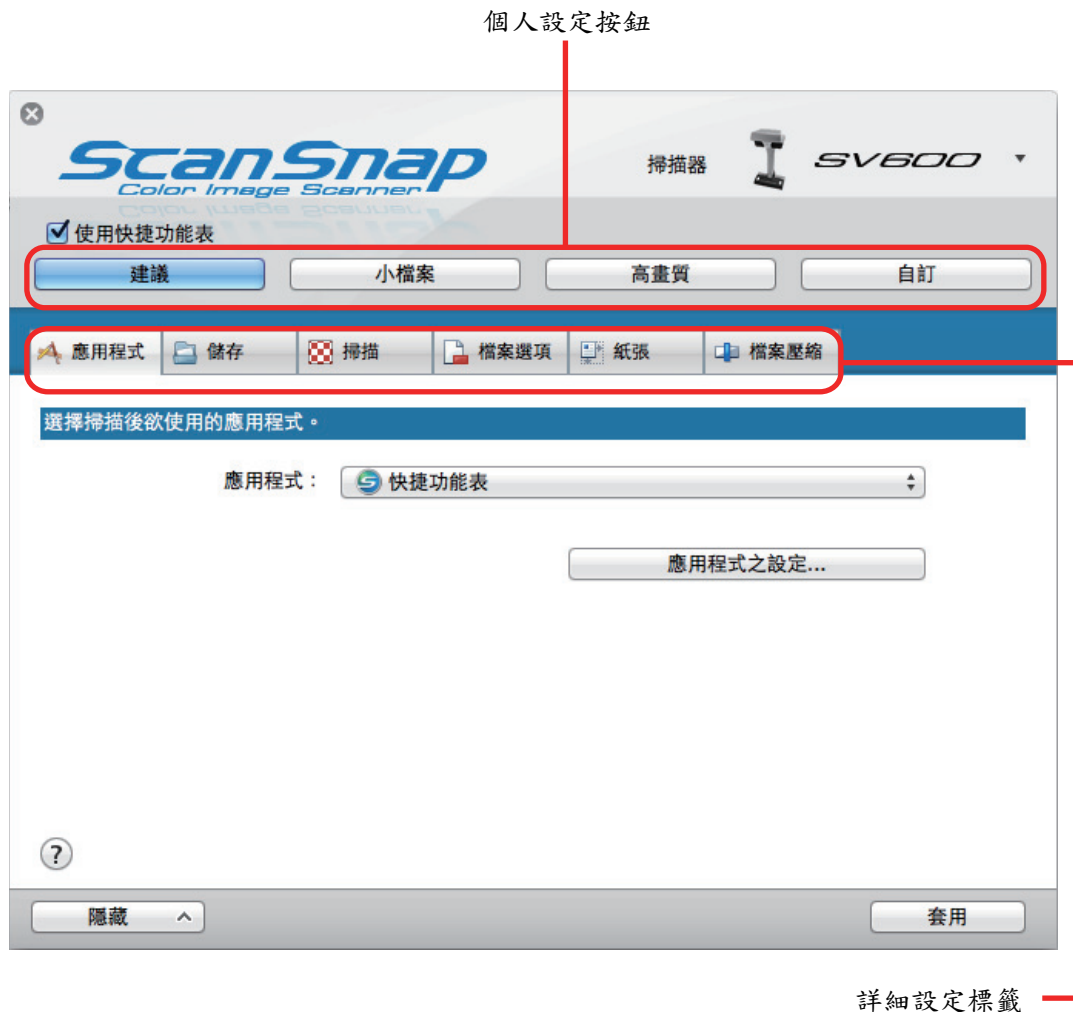 個人設定按鈕
ScanSnap
Color Image Scanner
掃描器 SV600
使用快捷功能表
建議 小檔案 高畫質 自訂
應用程式 儲存 掃描 檔案選項 紙張 檔案壓縮
選擇掃描後欲使用的應用程式。
應用程式： 快捷功能表
應用程式之設定...
?
隱藏 套用
詳細設定標籤